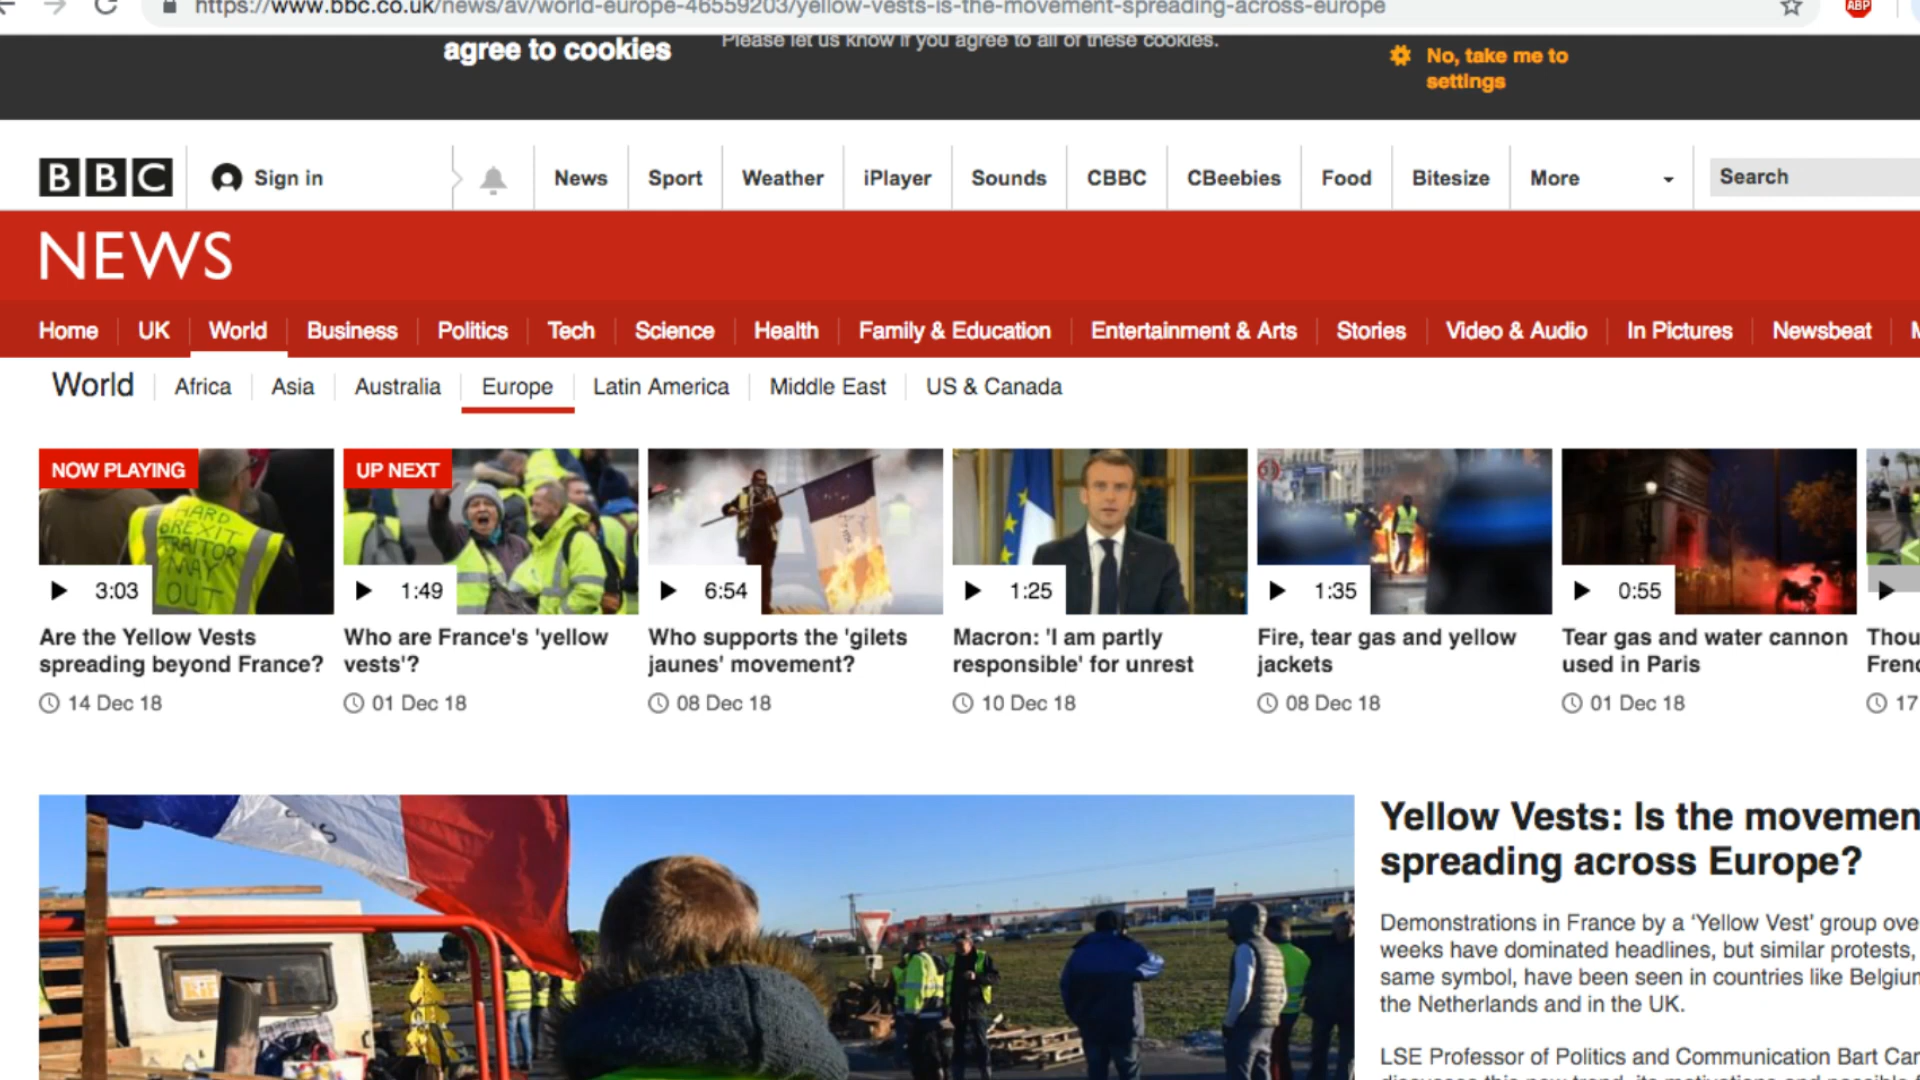 https://www.bbc.co.uk/news/av/world-europe-46559203/yellow-vests-is-the-movement-spreading-across-europe
ABP
agree to cookies
Please let us know if you agree to all of these cookies.
No, take me to
settings
BBC
Sign in
News
Sport
Weather
iPlayer
Sounds
CBBC
CBeebies
Food
Bitesize
More
Search
NEWS
Home
UK
World
Business
Politics
Tech
Science
Health
Family & Education
Entertainment & Arts
Stories
Video & Audio
In Pictures
Newsbeat
World
Africa
Asia
Australia
Europe
Latin America
Middle East
US & Canada
NOW PLAYING
HARD
BREXIT
TRAITOR
MAY
OUT
3:03
Are the Yellow Vests
spreading beyond France?
14 Dec 18
UP NEXT
1:49
Who are France's 'yellow
vests'?
01 Dec 18
6:54
Who supports the 'gilets
jaunes' movement?
08 Dec 18
1:25
Macron: 'I am partly
responsible' for unrest
10 Dec 18
1:35
Fire, tear gas and yellow
jackets
08 Dec 18
0:55
Tear gas and water cannon
used in Paris
01 Dec 18
Thou
Frenc
17
Yellow Vests: Is the movemen
spreading across Europe?
Demonstrations in France by a 'Yellow Vest' group ove
weeks have dominated headlines, but similar protests,
same symbol, have been seen in countries like Belgiun
the Netherlands and in the UK.
LSE Professor of Politics and Communication Bart Car